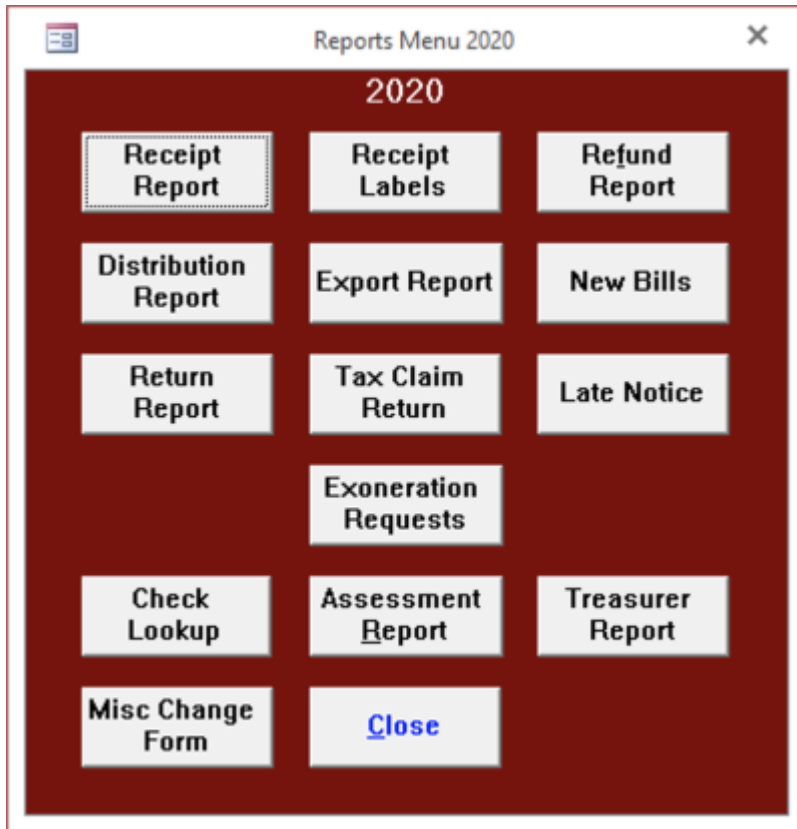 Reports Menu 2020
2020
Receipt
Report
Receipt
Labels
Refund
Report
Distribution
Report
Export Report
New Bills
Return
Report
Tax Claim
Return
Late Notice
Exoneration
Requests
Check
Lookup
Assessment
Report
Treasurer
Report
Misc Change
Form
Close